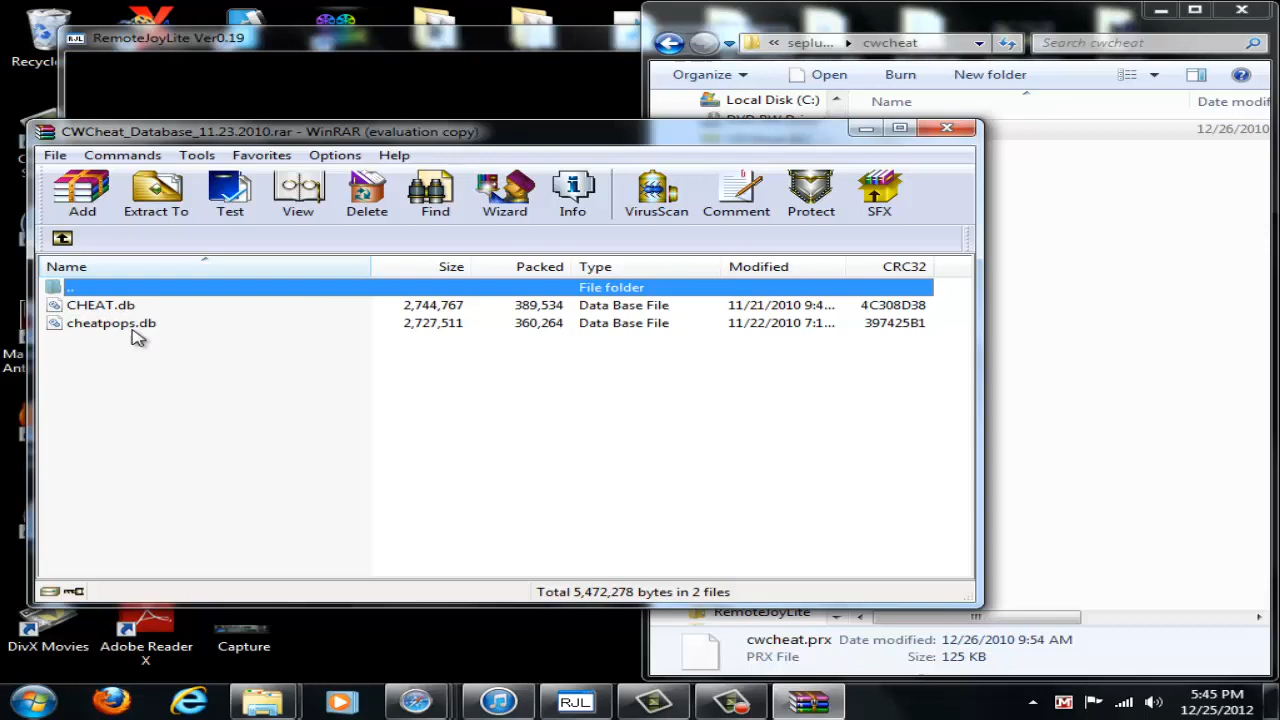 Recycl
RemoteJoyLite Ver0.19
seplu... cwcheat
Search cwcheat
Organize Open Burn New folder
Local Disk (C:) Name Date modif
12/26/2010
CWCheat_Database_11.23.2010.rar - WinRAR (evaluation copy)
File Commands Tools Favorites Options Help
Add Extract To Test View Delete Find Wizard Info VirusScan Comment Protect SFX
Name Size Packed Type Modified CRC32
.. File folder
CHEAT.db 2,744,767 389,534 Data Base File 11/21/2010 9:4... 4C308D38
cheatpops.db 2,727,511 360,264 Data Base File 11/22/2010 7:1... 397425B1
Ma
Ant
Total 5,472,278 bytes in 2 files
RemoteJoyLite
DivX Movies Adobe Reader X Capture
cwcheat.prx Date modified: 12/26/2010 9:54 AM
PRX File Size: 125 KB
RJL
5:45 PM
12/25/2012